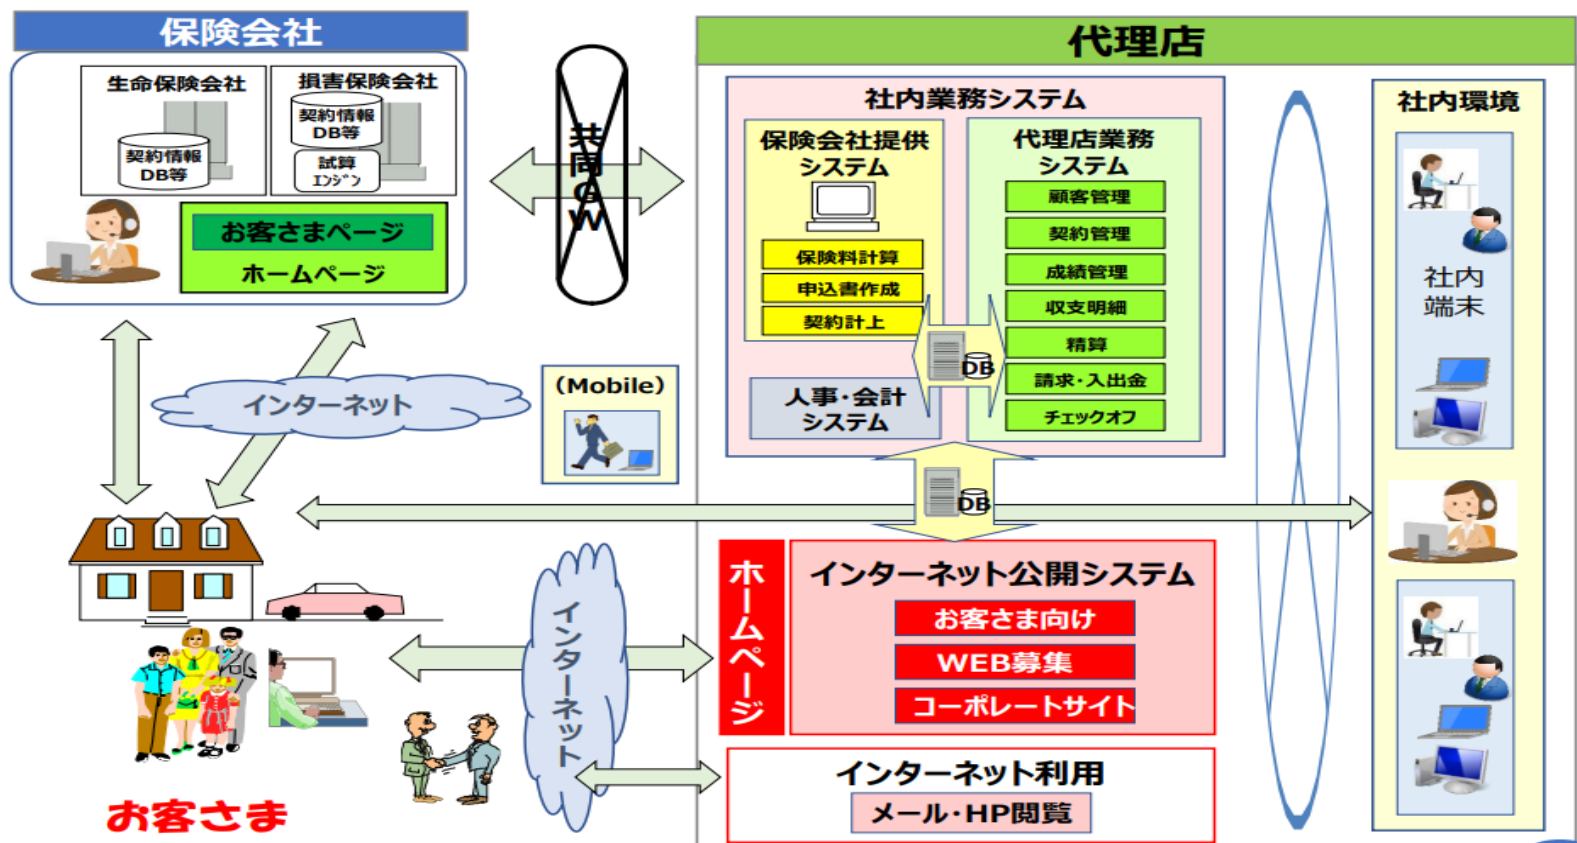 保険会社
生命保険会社
契約情報
DB等
損害保険会社
契約情報
DB等
試算
ｴﾝｼﾞﾝ
お客さまページ
ホームページ
共同GW
インターネット
(Mobile)
お客さま
インターネット
代理店
社内業務システム
保険会社提供
システム
保険料計算
申込書作成
契約計上
代理店業務
システム
顧客管理
契約管理
成績管理
収支明細
精算
請求・入出金
チェックオフ
DB
人事・会計
システム
DB
ホームページ
インターネット公開システム
お客さま向け
WEB募集
コーポレートサイト
インターネット利用
メール・HP閲覧
社内環境
社内
端末